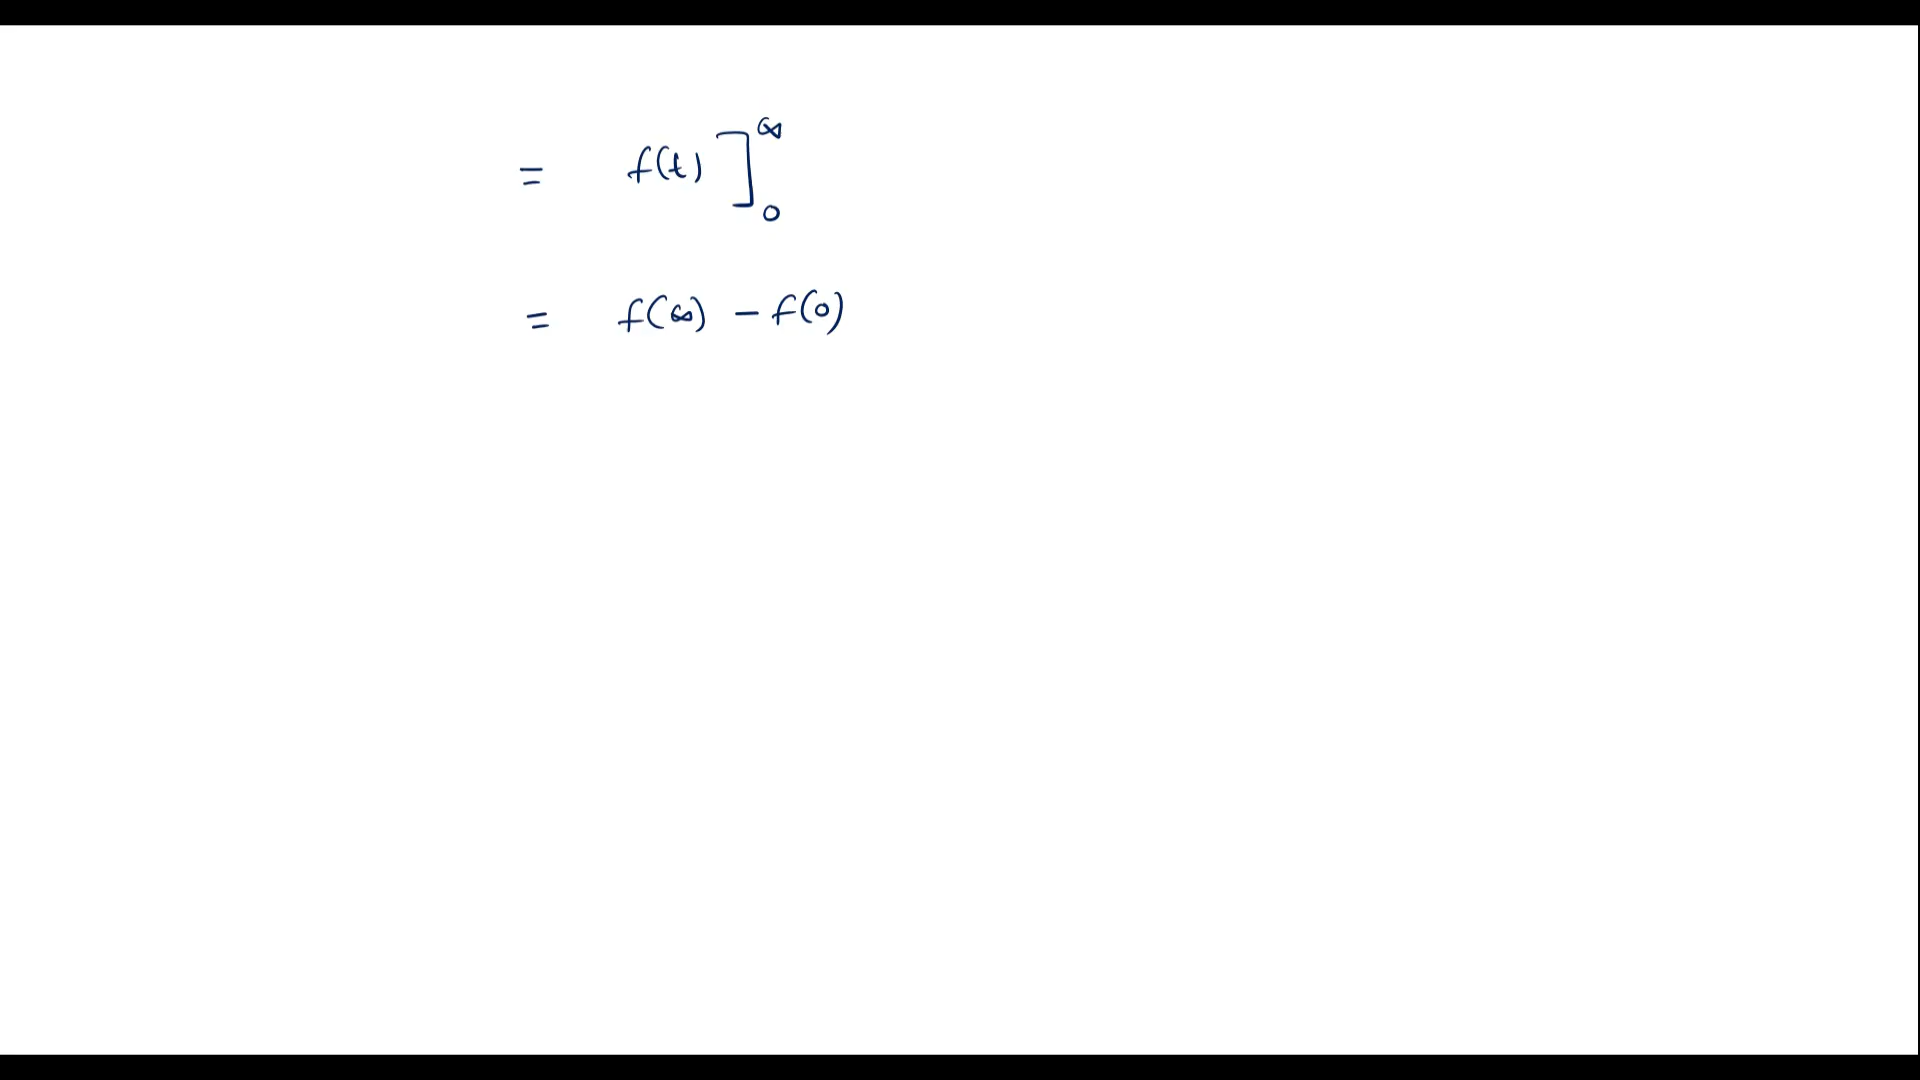 = f(t) ]₀^∞
= f(∞) - f(0)